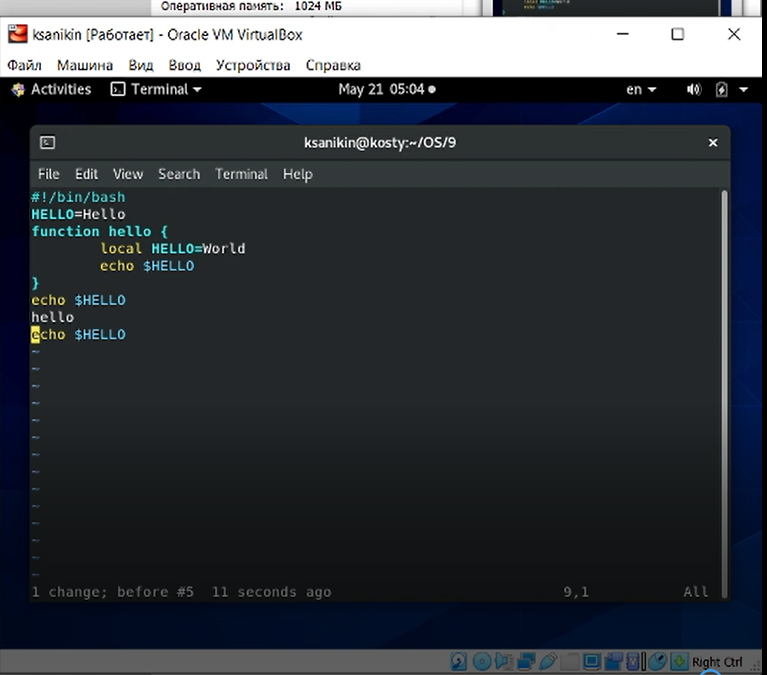 Оперативная память: 1024 МБ
ksanikin [Работает] - Oracle VM VirtualBox
Файл Машина Вид Ввод Устройства Справка
Activities Terminal May 21 05:04 en
ksanikin@kosty:~/OS/9
File Edit View Search Terminal Help
#!/bin/bash
HELLO=Hello
function hello {
local HELLO=World
echo $HELLO
}
echo $HELLO
hello
echo $HELLO
~
~
~
~
~
~
~
~
~
~
~
~
~
~
1 change; before #5 11 seconds ago 9,1 All
Right Ctrl